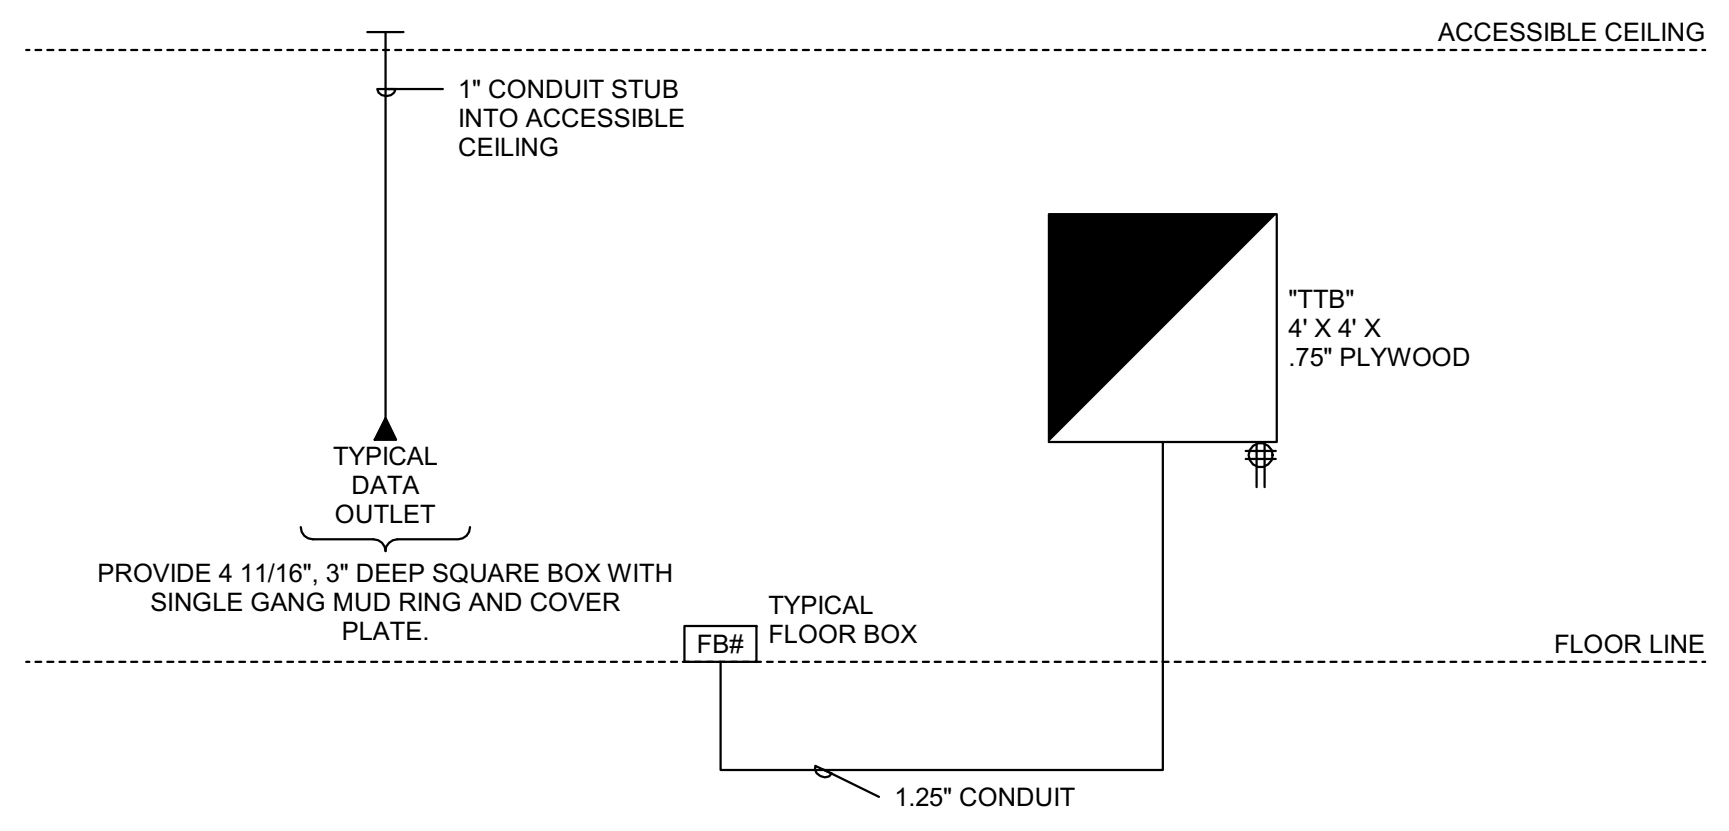 ACCESSIBLE CEILING
1" CONDUIT STUB
INTO ACCESSIBLE
CEILING
"TTB"
4' X 4' X
.75" PLYWOOD
TYPICAL
DATA
OUTLET
PROVIDE 4 11/16", 3" DEEP SQUARE BOX WITH
SINGLE GANG MUD RING AND COVER
PLATE.
TYPICAL
FLOOR BOX
FB#
FLOOR LINE
1.25" CONDUIT